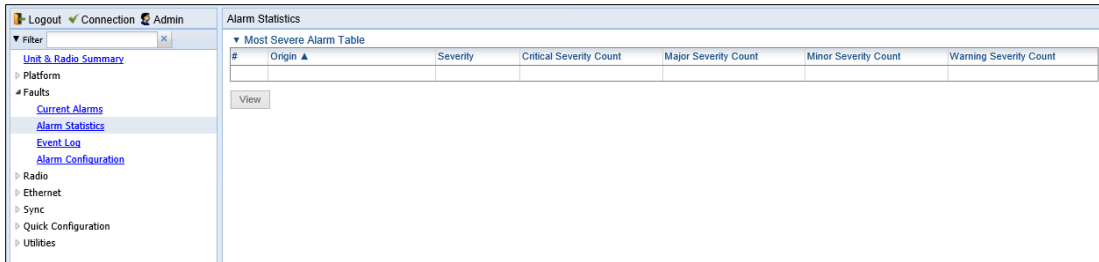 Logout Connection Admin
Filter
Unit & Radio Summary
Platform
Faults
Current Alarms
Alarm Statistics
Event Log
Alarm Configuration
Radio
Ethernet
Sync
Quick Configuration
Utilities
Alarm Statistics
Most Severe Alarm Table
# Origin ▲ Severity Critical Severity Count Major Severity Count Minor Severity Count Warning Severity Count
View